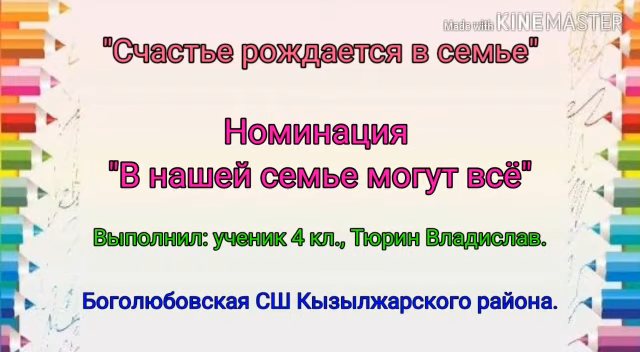 Made with KINEMASTER
"Счастье рождается в семье"
Номинация
"В нашей семье могут всё"
Выполнил: ученик 4 кл., Тюрин Владислав.
Боголюбовская СШ Кызылжарского района.